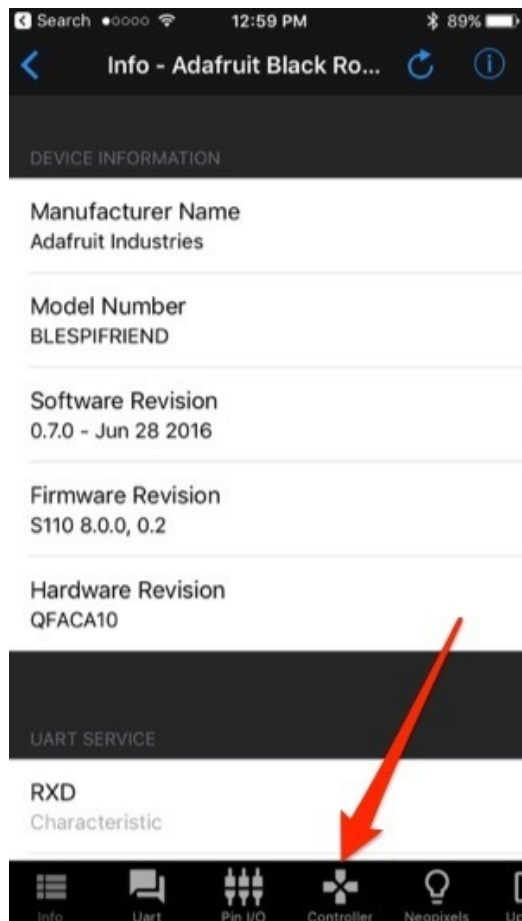 Search 12:59 PM 89%
Info - Adafruit Black Ro...
DEVICE INFORMATION
Manufacturer Name
Adafruit Industries
Model Number
BLESPIFRIEND
Software Revision
0.7.0 - Jun 28 2016
Firmware Revision
S110 8.0.0, 0.2
Hardware Revision
QFACA10
UART SERVICE
RXD
Characteristic
Info Uart Pin I/O Controller Neopixels